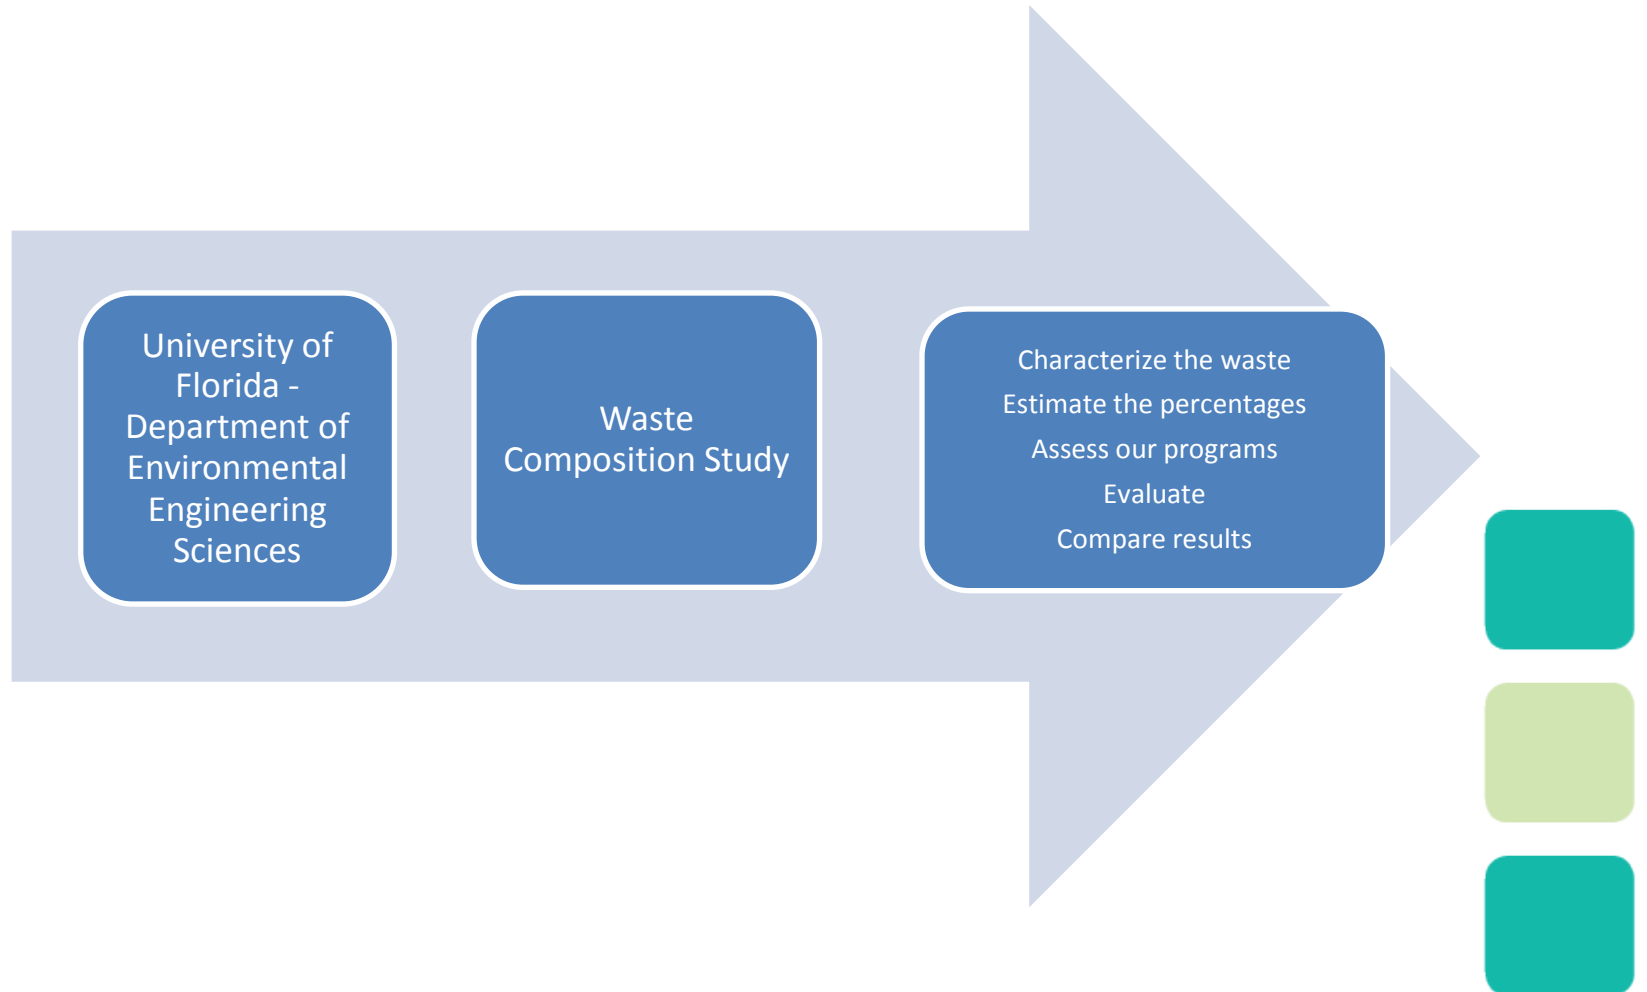 University of
Florida -
Department of
Environmental
Engineering
Sciences
Waste
Composition Study
Characterize the waste
Estimate the percentages
Assess our programs
Evaluate
Compare results